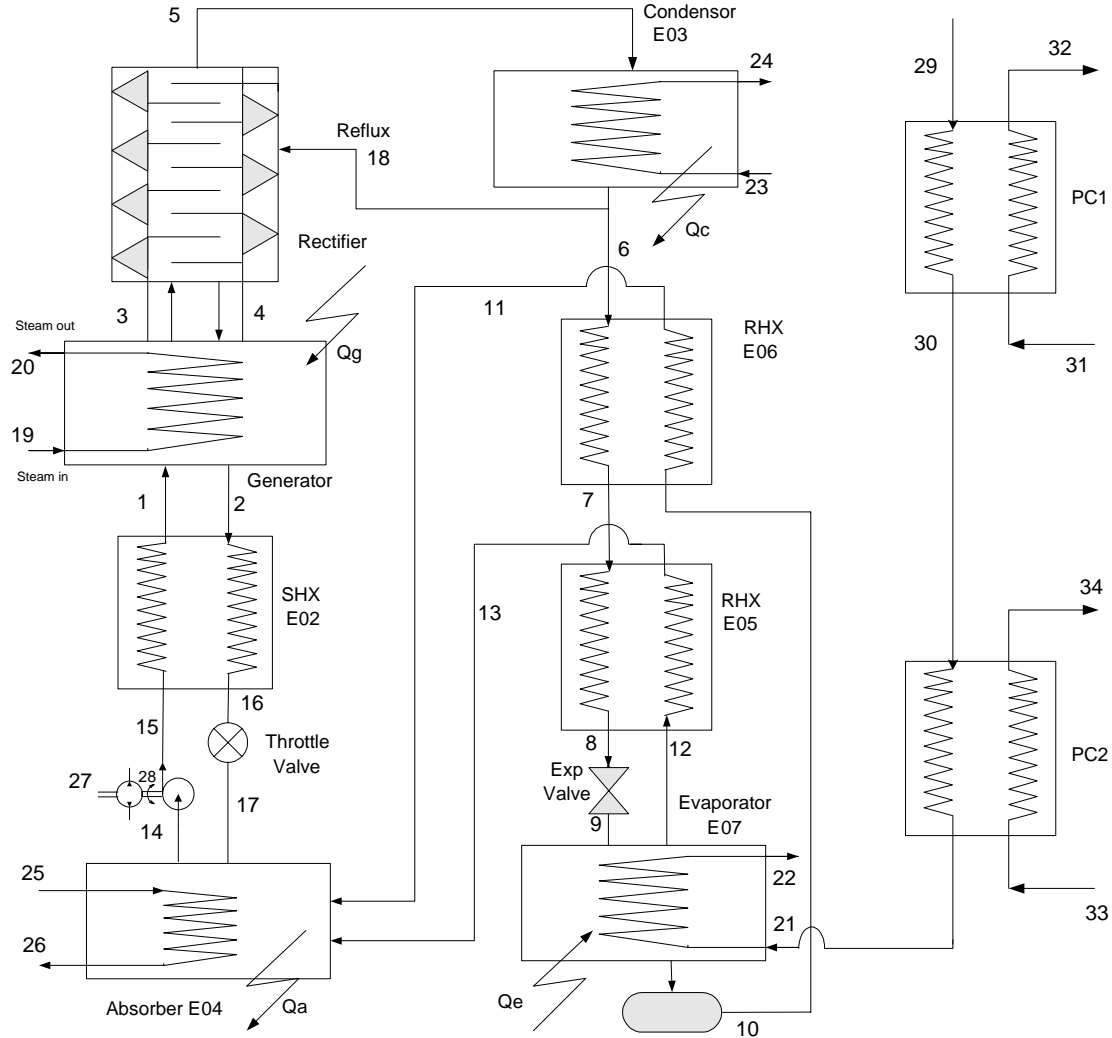 5
Condensor
E03
24
29
32
Reflux
18
23
PC1
Rectifier
Qc
6
3
4
11
RHX
E06
Steam out
20
Qg
30
31
19
Steam in
Generator
1
2
7
SHX
E02
13
RHX
E05
34
15
16
8
12
PC2
Throttle
Valve
27
28
Exp
Valve
17
14
9
Evaporator
E07
25
22
33
26
21
Absorber E04
Qa
Qe
10